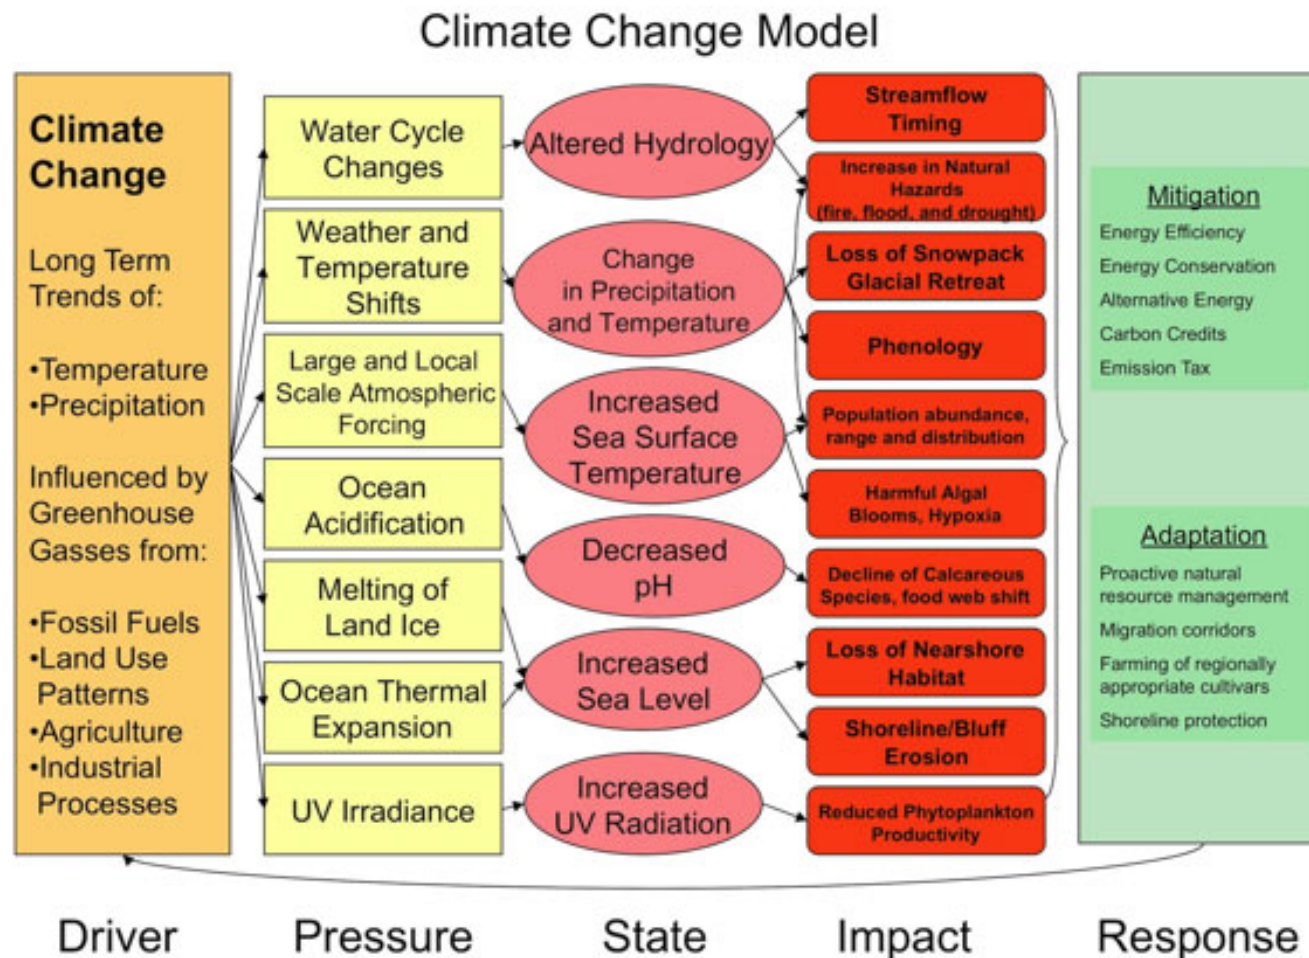 Climate Change Model
Climate
Change
Long Term
Trends of:
•Temperature
•Precipitation
Influenced by
Greenhouse
Gasses from:
•Fossil Fuels
•Land Use
Patterns
•Agriculture
•Industrial
Processes
Water Cycle
Changes
Weather and
Temperature
Shifts
Large and Local
Scale Atmospheric
Forcing
Ocean
Acidification
Melting of
Land Ice
Ocean Thermal
Expansion
UV Irradiance
Altered Hydrology
Change
in Precipitation
and Temperature
Increased
Sea Surface
Temperature
Decreased
pH
Increased
Sea Level
Increased
UV Radiation
Streamflow
Timing
Increase in Natural
Hazards
(fire, flood, and drought)
Loss of Snowpack
Glacial Retreat
Phenology
Population abundance,
range and distribution
Harmful Algal
Blooms, Hypoxia
Decline of Calcareous
Species, food web shift
Loss of Nearshore
Habitat
Shoreline/Bluff
Erosion
Reduced Phytoplankton
Productivity
Mitigation
Energy Efficiency
Energy Conservation
Alternative Energy
Carbon Credits
Emission Tax
Adaptation
Proactive natural
resource management
Migration corridors
Farming of regionally
appropriate cultivars
Shoreline protection
Driver
Pressure
State
Impact
Response